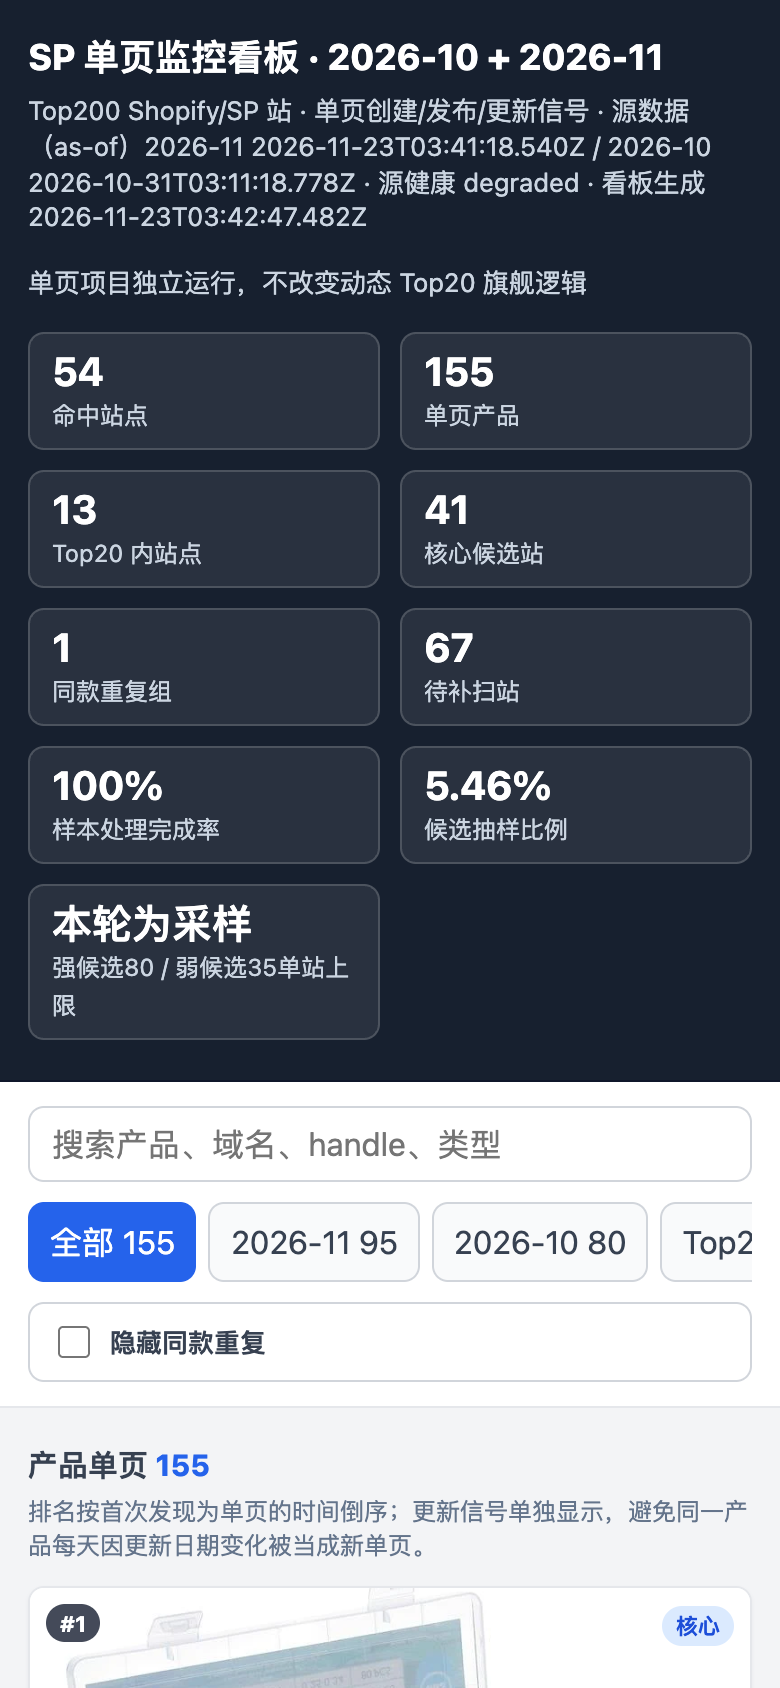 SP 单页监控看板 · 2026-10 + 2026-11
Top200 Shopify/SP 站 · 单页创建/发布/更新信号 · 源数据
（as-of）2026-11 2026-11-23T03:41:18.540Z / 2026-10
2026-10-31T03:11:18.778Z · 源健康 degraded · 看板生成
2026-11-23T03:42:47.482Z
单页项目独立运行，不改变动态 Top20 旗舰逻辑
54
命中站点
155
单页产品
13
Top20 内站点
41
核心候选站
1
同款重复组
67
待补扫站
100%
样本处理完成率
5.46%
候选抽样比例
本轮为采样
强候选80 / 弱候选35单站上
限
搜索产品、域名、handle、类型
全部 155
2026-11 95
2026-10 80
Top2
隐藏同款重复
产品单页 155
排名按首次发现为单页的时间倒序；更新信号单独显示，避免同一产
品每天因更新日期变化被当成新单页。
#1
核心